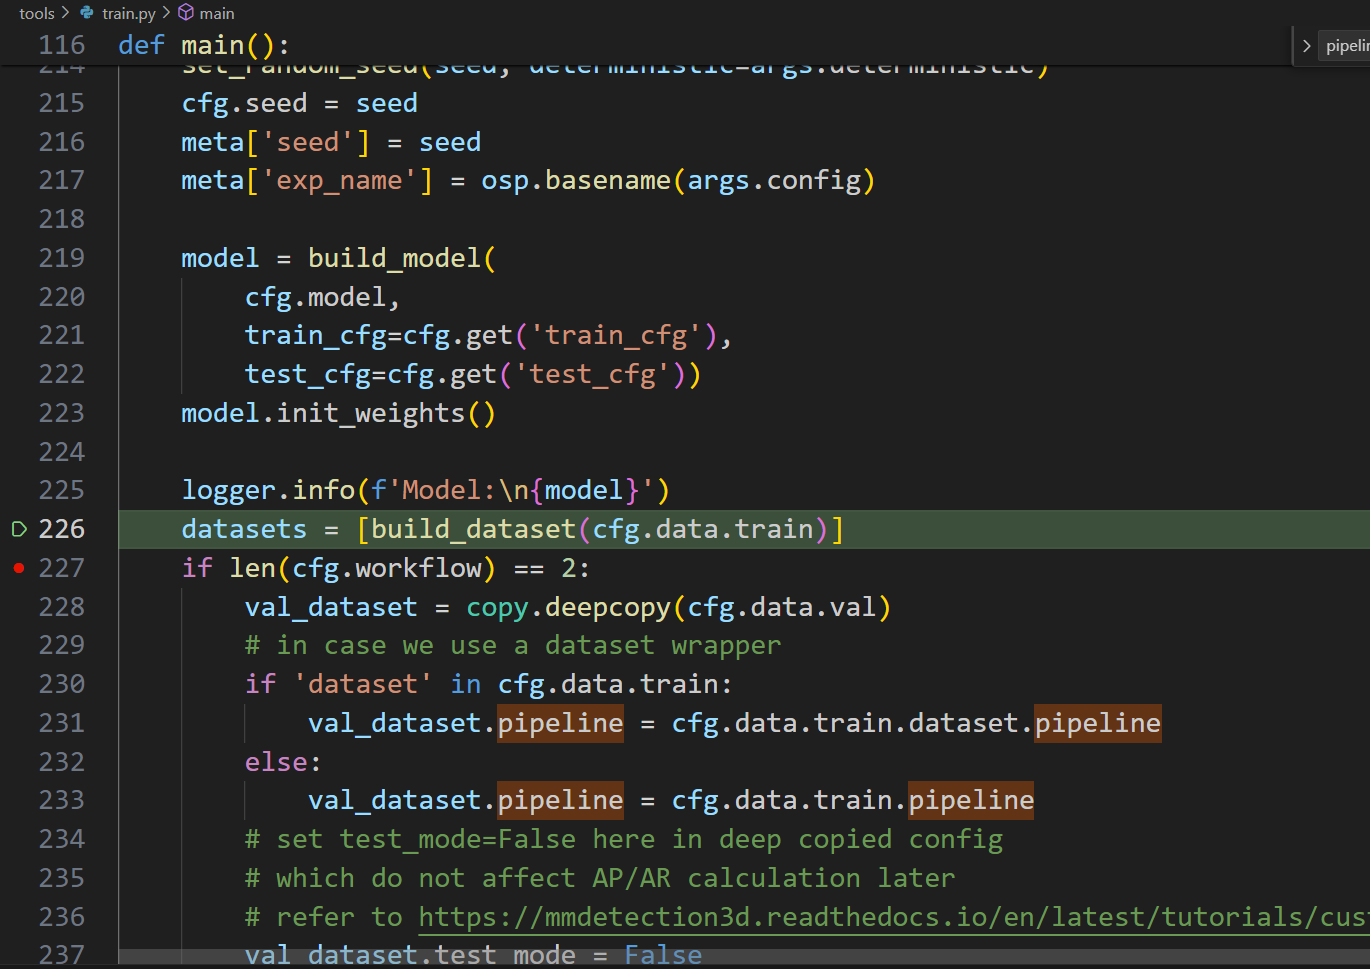 tools > train.py > main
116 def main():
pipelin
214 set_random_seed(seed, deterministic=args.deterministic)
215 cfg.seed = seed
216 meta['seed'] = seed
217 meta['exp_name'] = osp.basename(args.config)
218
219 model = build_model(
220 cfg.model,
221 train_cfg=cfg.get('train_cfg'),
222 test_cfg=cfg.get('test_cfg'))
223 model.init_weights()
224
225 logger.info(f'Model:\n{model}')
226 datasets = [build_dataset(cfg.data.train)]
227 if len(cfg.workflow) == 2:
228 val_dataset = copy.deepcopy(cfg.data.val)
229 # in case we use a dataset wrapper
230 if 'dataset' in cfg.data.train:
231 val_dataset.pipeline = cfg.data.train.dataset.pipeline
232 else:
233 val_dataset.pipeline = cfg.data.train.pipeline
234 # set test_mode=False here in deep copied config
235 # which do not affect AP/AR calculation later
236 # refer to https://mmdetection3d.readthedocs.io/en/latest/tutorials/cus
237 val_dataset.test_mode = False